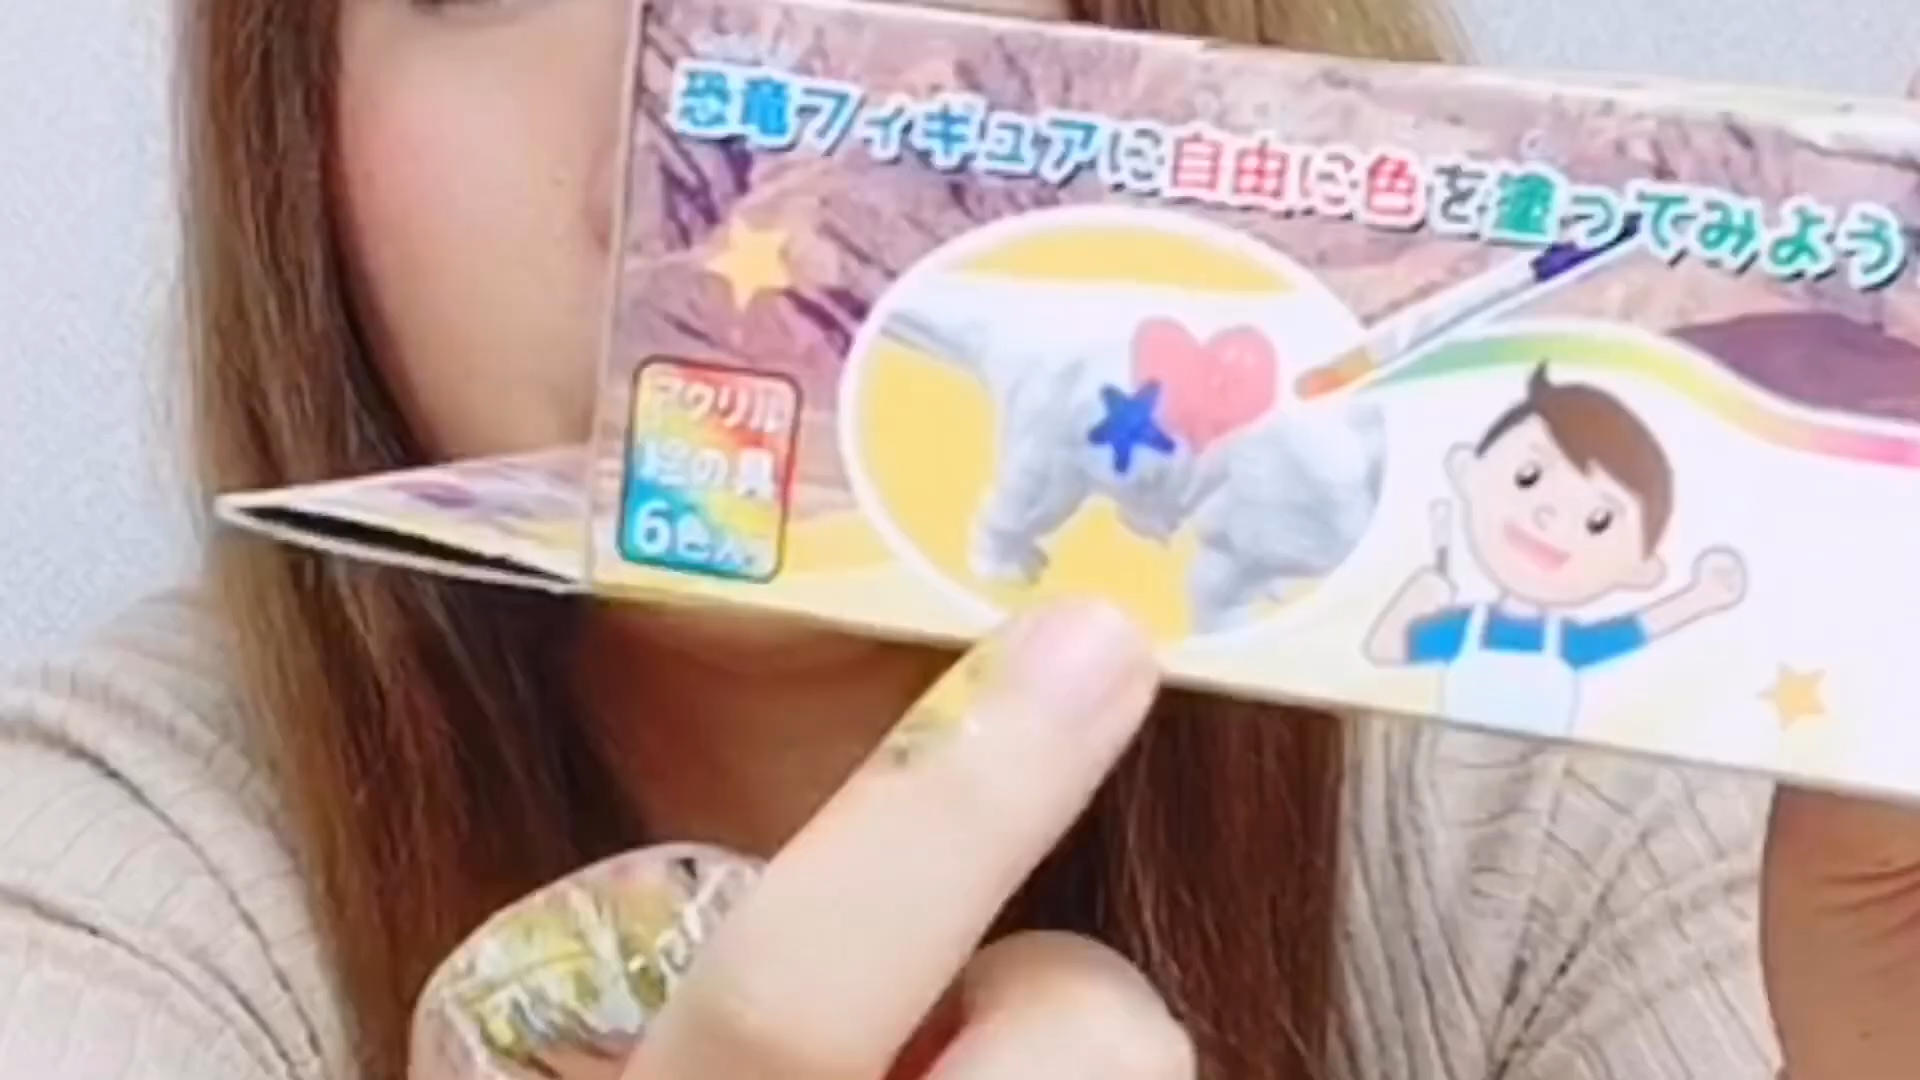 恐竜フィギュアに自由に色を塗ってみよう
アクリル
絵の具
6色入り